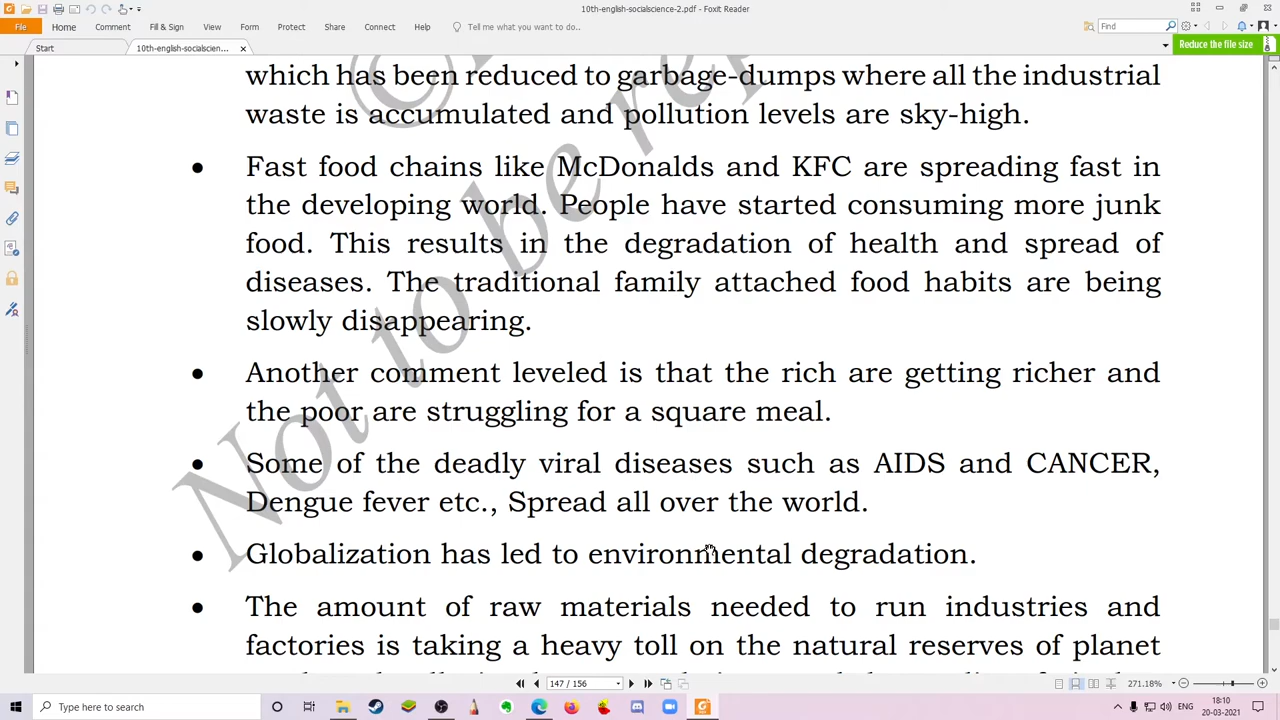 10th-english-socialscience-2.pdf - Foxit Reader
File Home Comment Fill & Sign View Form Protect Share Connect Help Tell me what you want to do... Find
Start 10th-english-socialscien... Reduce the file size
which has been reduced to garbage-dumps where all the industrial
waste is accumulated and pollution levels are sky-high.
• Fast food chains like McDonalds and KFC are spreading fast in
the developing world. People have started consuming more junk
food. This results in the degradation of health and spread of
diseases. The traditional family attached food habits are being
slowly disappearing.
• Another comment leveled is that the rich are getting richer and
the poor are struggling for a square meal.
• Some of the deadly viral diseases such as AIDS and CANCER,
Dengue fever etc., Spread all over the world.
• Globalization has led to environmental degradation.
• The amount of raw materials needed to run industries and
factories is taking a heavy toll on the natural reserves of planet
Not to be rep
147 / 156 271.18%
Type here to search
18:10
20-03-2021